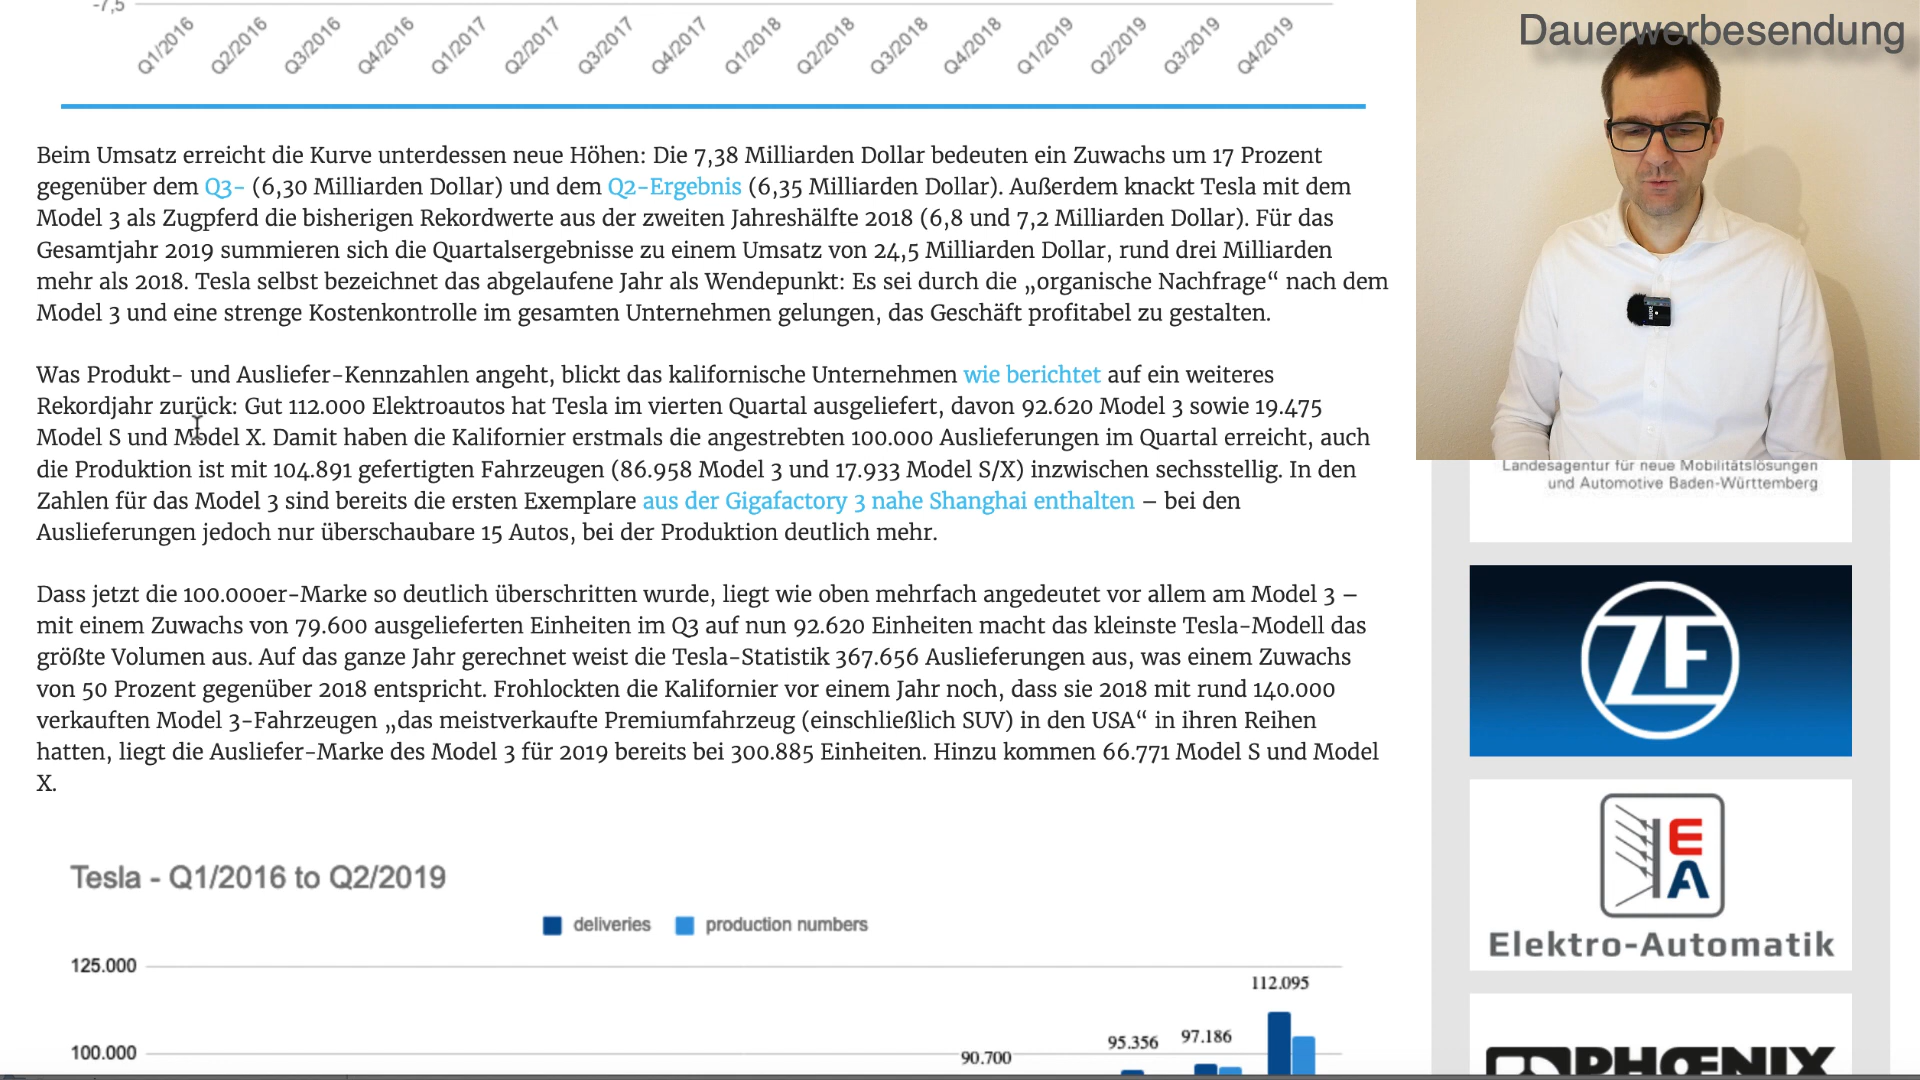 -7,5
Q1/2016 Q2/2016 Q3/2016 Q4/2016 Q1/2017 Q2/2017 Q3/2017 Q4/2017 Q1/2018 Q2/2018 Q3/2018 Q4/2018 Q1/2019 Q2/2019 Q3/2019 Q4/2019
Dauerwerbesendung
Beim Umsatz erreicht die Kurve unterdessen neue Höhen: Die 7,38 Milliarden Dollar bedeuten ein Zuwachs um 17 Prozent
gegenüber dem Q3- (6,30 Milliarden Dollar) und dem Q2-Ergebnis (6,35 Milliarden Dollar). Außerdem knackt Tesla mit dem
Model 3 als Zugpferd die bisherigen Rekordwerte aus der zweiten Jahreshälfte 2018 (6,8 und 7,2 Milliarden Dollar). Für das
Gesamtjahr 2019 summieren sich die Quartalsergebnisse zu einem Umsatz von 24,5 Milliarden Dollar, rund drei Milliarden
mehr als 2018. Tesla selbst bezeichnet das abgelaufene Jahr als Wendepunkt: Es sei durch die „organische Nachfrage“ nach dem
Model 3 und eine strenge Kostenkontrolle im gesamten Unternehmen gelungen, das Geschäft profitabel zu gestalten.
Was Produkt- und Ausliefer-Kennzahlen angeht, blickt das kalifornische Unternehmen wie berichtet auf ein weiteres
Rekordjahr zurück: Gut 112.000 Elektroautos hat Tesla im vierten Quartal ausgeliefert, davon 92.620 Model 3 sowie 19.475
Model S und Model X. Damit haben die Kalifornier erstmals die angestrebten 100.000 Auslieferungen im Quartal erreicht, auch
die Produktion ist mit 104.891 gefertigten Fahrzeugen (86.958 Model 3 und 17.933 Model S/X) inzwischen sechsstellig. In den
Zahlen für das Model 3 sind bereits die ersten Exemplare aus der Gigafactory 3 nahe Shanghai enthalten – bei den
Auslieferungen jedoch nur überschaubare 15 Autos, bei der Produktion deutlich mehr.
Dass jetzt die 100.000er-Marke so deutlich überschritten wurde, liegt wie oben mehrfach angedeutet vor allem am Model 3 –
mit einem Zuwachs von 79.600 ausgelieferten Einheiten im Q3 auf nun 92.620 Einheiten macht das kleinste Tesla-Modell das
größte Volumen aus. Auf das ganze Jahr gerechnet weist die Tesla-Statistik 367.656 Auslieferungen aus, was einem Zuwachs
von 50 Prozent gegenüber 2018 entspricht. Frohlockten die Kalifornier vor einem Jahr noch, dass sie 2018 mit rund 140.000
verkauften Model 3-Fahrzeugen „das meistverkaufte Premiumfahrzeug (einschließlich SUV) in den USA“ in ihren Reihen
hatten, liegt die Ausliefer-Marke des Model 3 für 2019 bereits bei 300.885 Einheiten. Hinzu kommen 66.771 Model S und Model
X.
Tesla - Q1/2016 to Q2/2019
deliveries production numbers
125.000
112.095
95.356 97.186
90.700
100.000
Landesagentur für neue Mobilitätslösungen
und Automotive Baden-Württemberg
ZF
EA
Elektro-Automatik
PHŒNIX